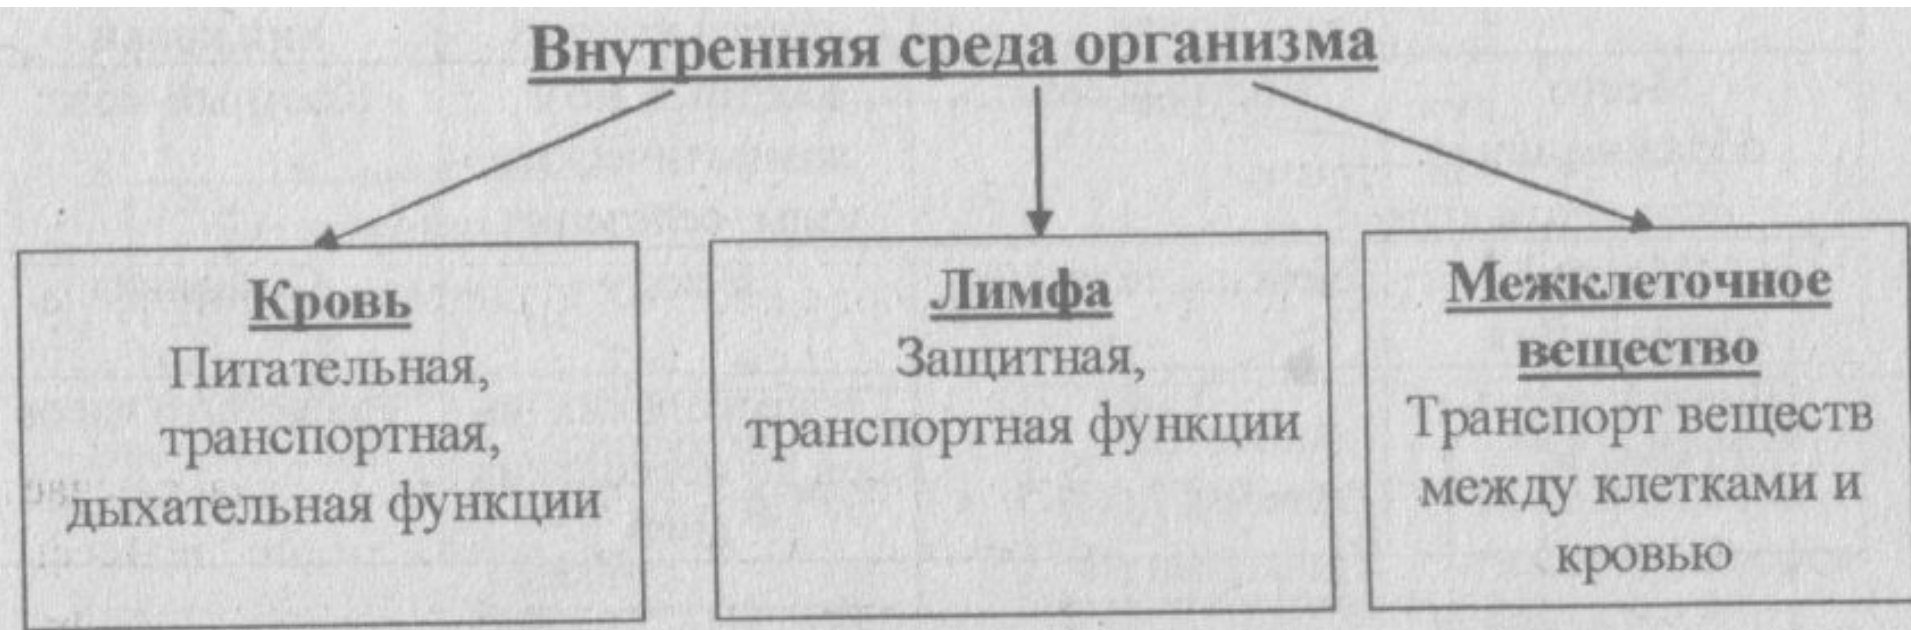 Внутренняя среда организма
Кровь
Питательная,
транспортная,
дыхательная функции
Лимфа
Защитная,
транспортная функции
Межклеточное
вещество
Транспорт веществ
между клетками и
кровью